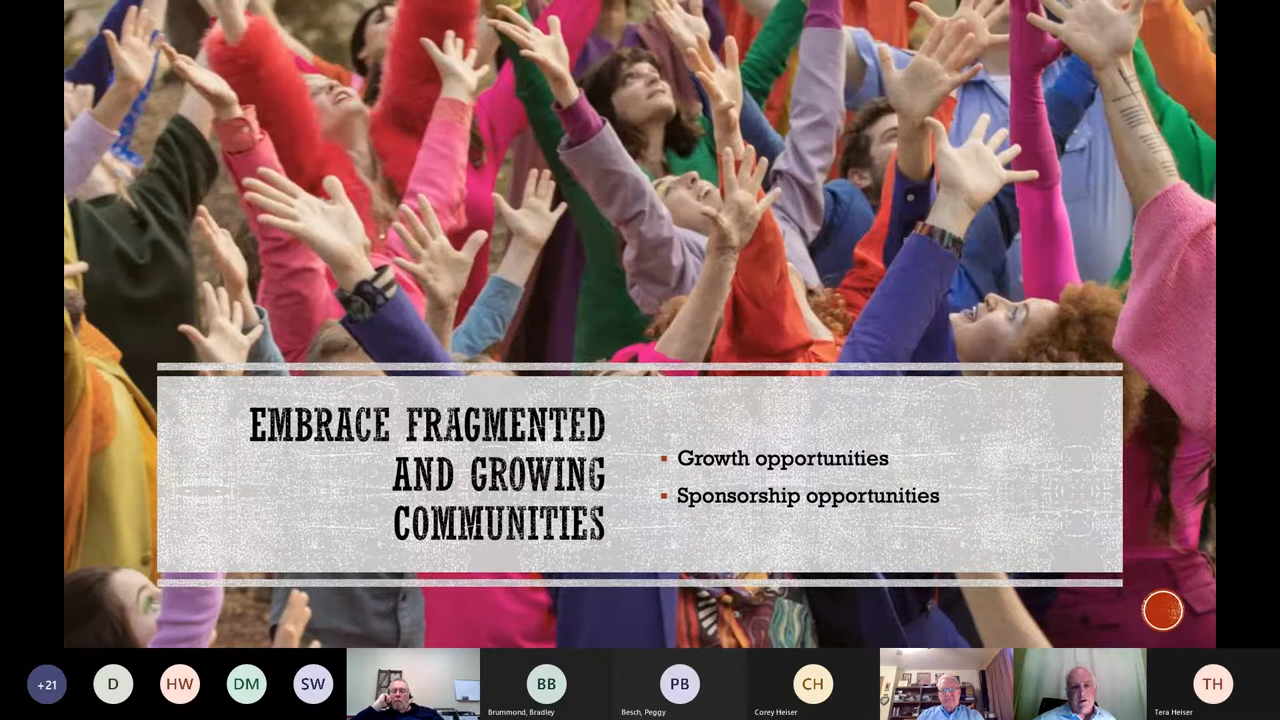 EMBRACE FRAGMENTED
AND GROWING
COMMUNITIES
▪ Growth opportunities
▪ Sponsorship opportunities
+21
D
HW
DM
SW
BB
PB
CH
TH
Brummond, Bradley
Besch, Peggy
Corey Heiser
Tera Heiser